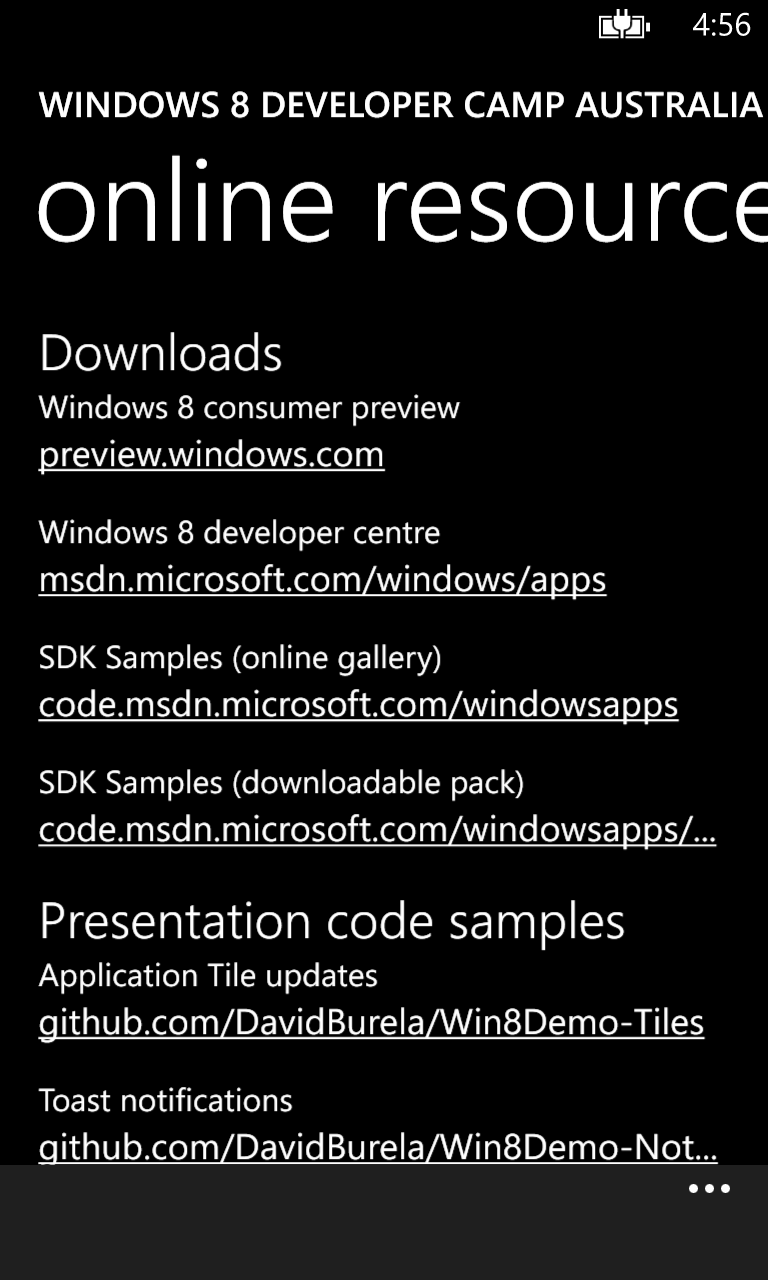 4:56
WINDOWS 8 DEVELOPER CAMP AUSTRALIA
online resource
Downloads
Windows 8 consumer preview
preview.windows.com
Windows 8 developer centre
msdn.microsoft.com/windows/apps
SDK Samples (online gallery)
code.msdn.microsoft.com/windowsapps
SDK Samples (downloadable pack)
code.msdn.microsoft.com/windowsapps/...
Presentation code samples
Application Tile updates
github.com/DavidBurela/Win8Demo-Tiles
Toast notifications
github.com/DavidBurela/Win8Demo-Not...